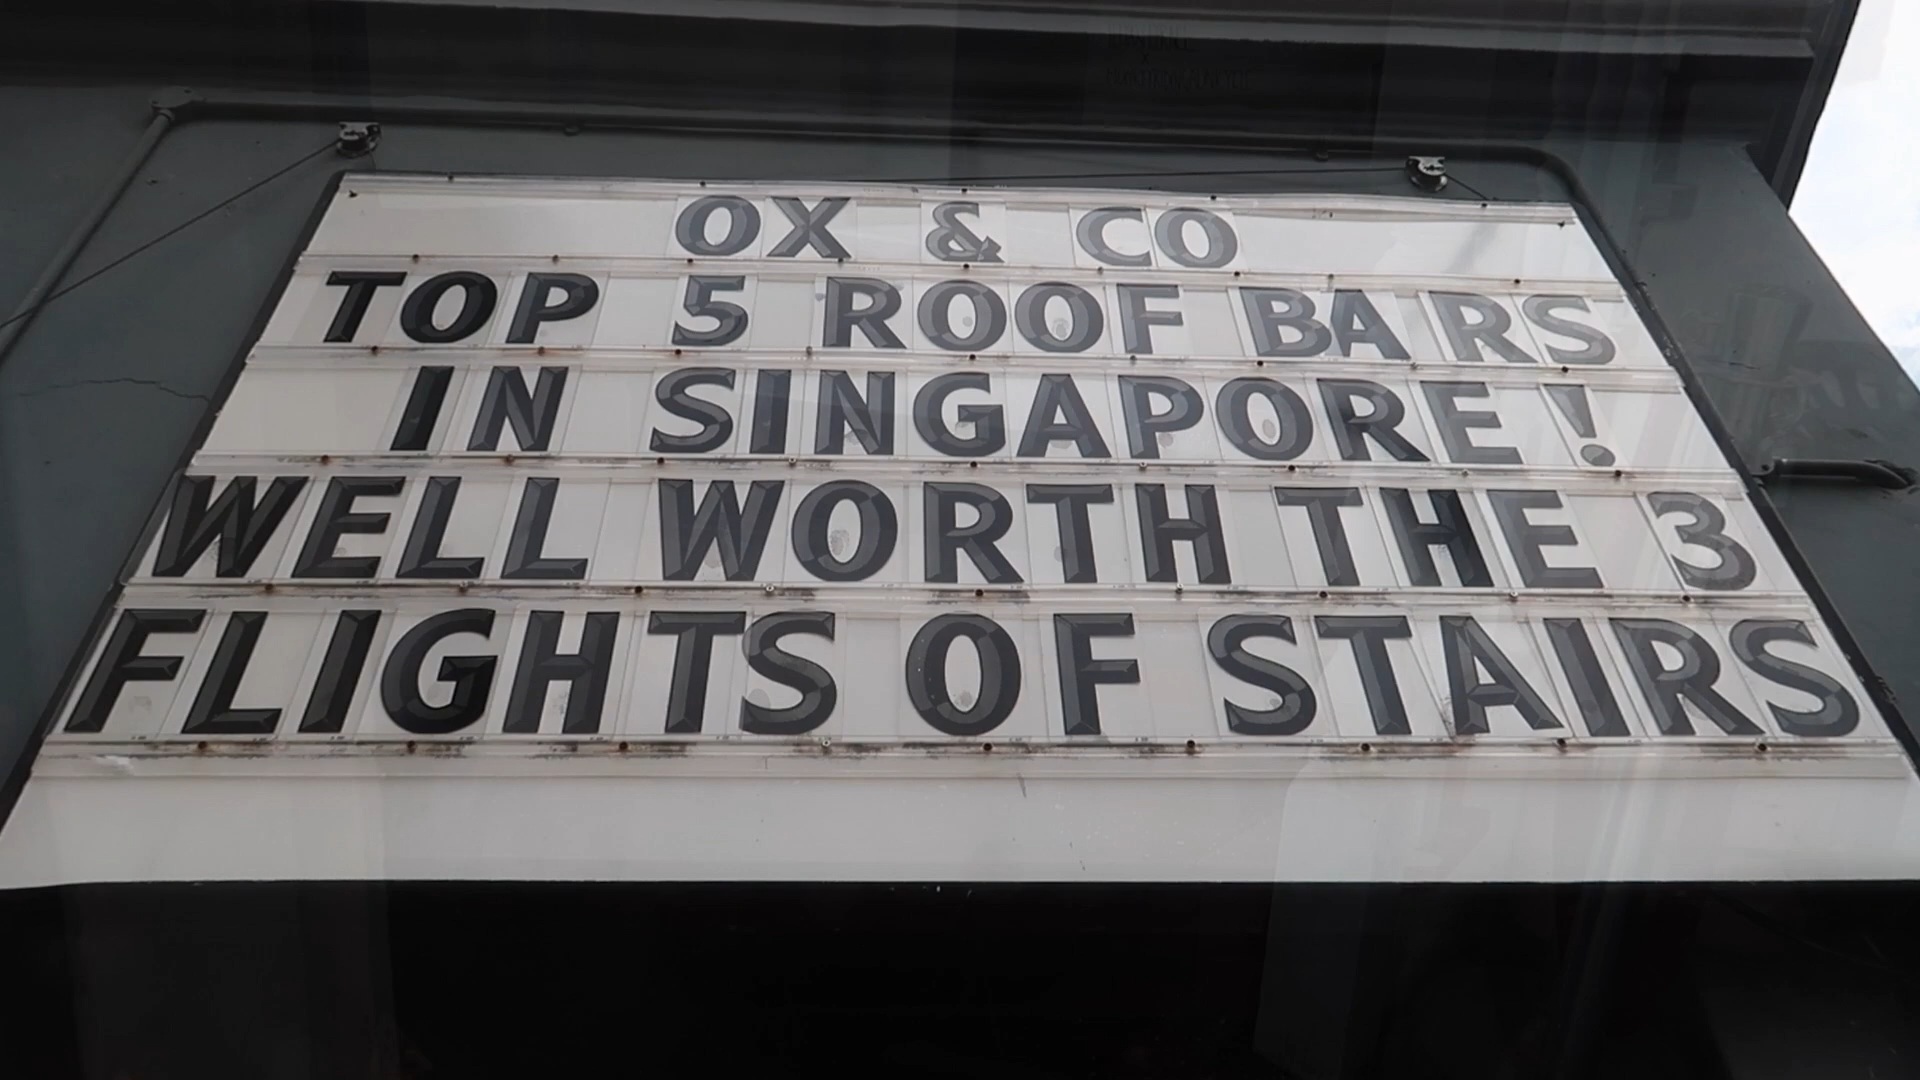 OX & CO
TOP 5 ROOF BARS
IN SINGAPORE!
WELL WORTH THE 3
FLIGHTS OF STAIRS